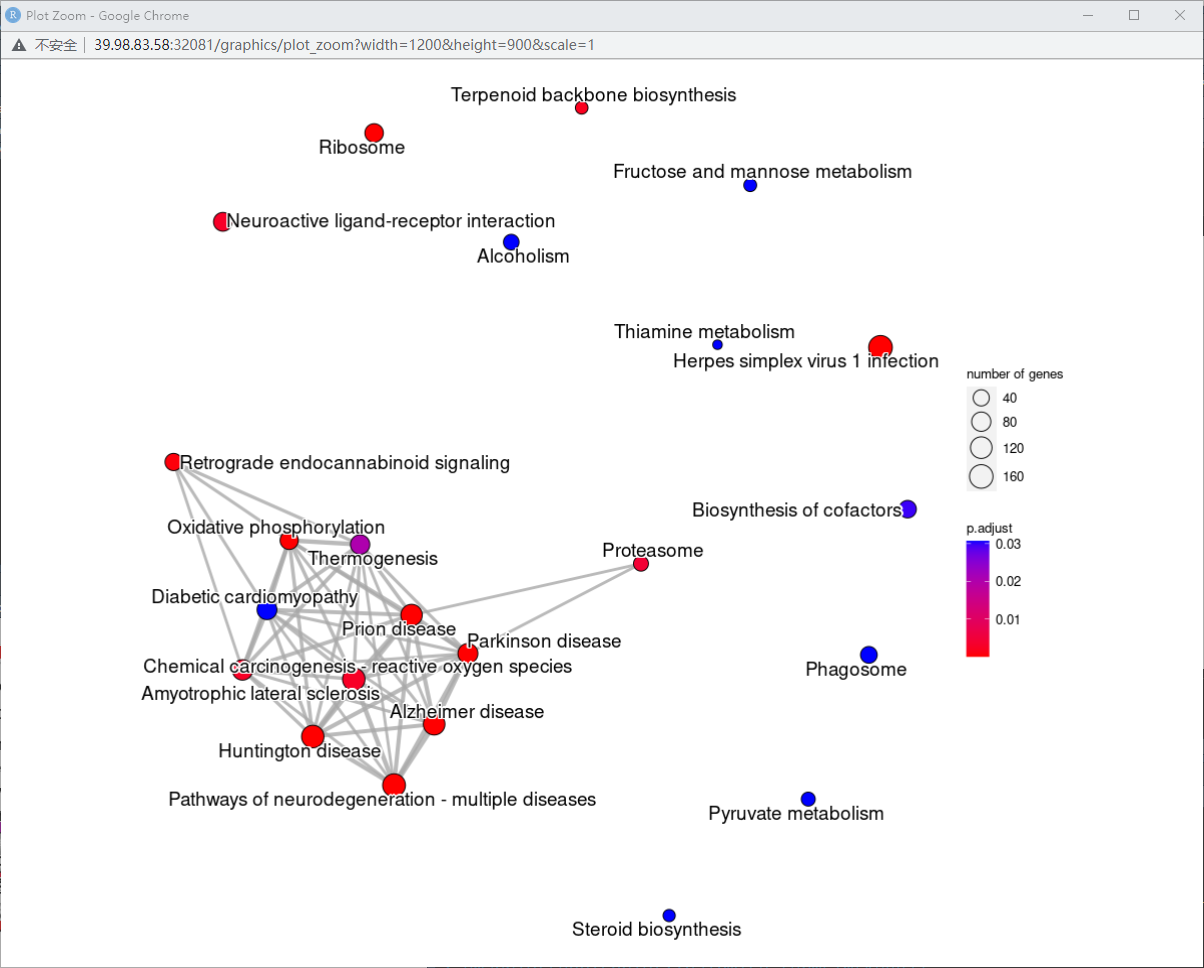 Plot Zoom - Google Chrome
不安全 39.98.83.58:32081/graphics/plot_zoom?width=1200&height=900&scale=1
Terpenoid backbone biosynthesis
Ribosome
Fructose and mannose metabolism
Neuroactive ligand-receptor interaction
Alcoholism
Thiamine metabolism
Herpes simplex virus 1 infection
number of genes
40
80
120
160
Retrograde endocannabinoid signaling
Biosynthesis of cofactors
Oxidative phosphorylation
p.adjust
0.03
0.02
0.01
Proteasome
Thermogenesis
Diabetic cardiomyopathy
Prion disease
Parkinson disease
Chemical carcinogenesis - reactive oxygen species
Phagosome
Amyotrophic lateral sclerosis
Alzheimer disease
Huntington disease
Pathways of neurodegeneration - multiple diseases
Pyruvate metabolism
Steroid biosynthesis